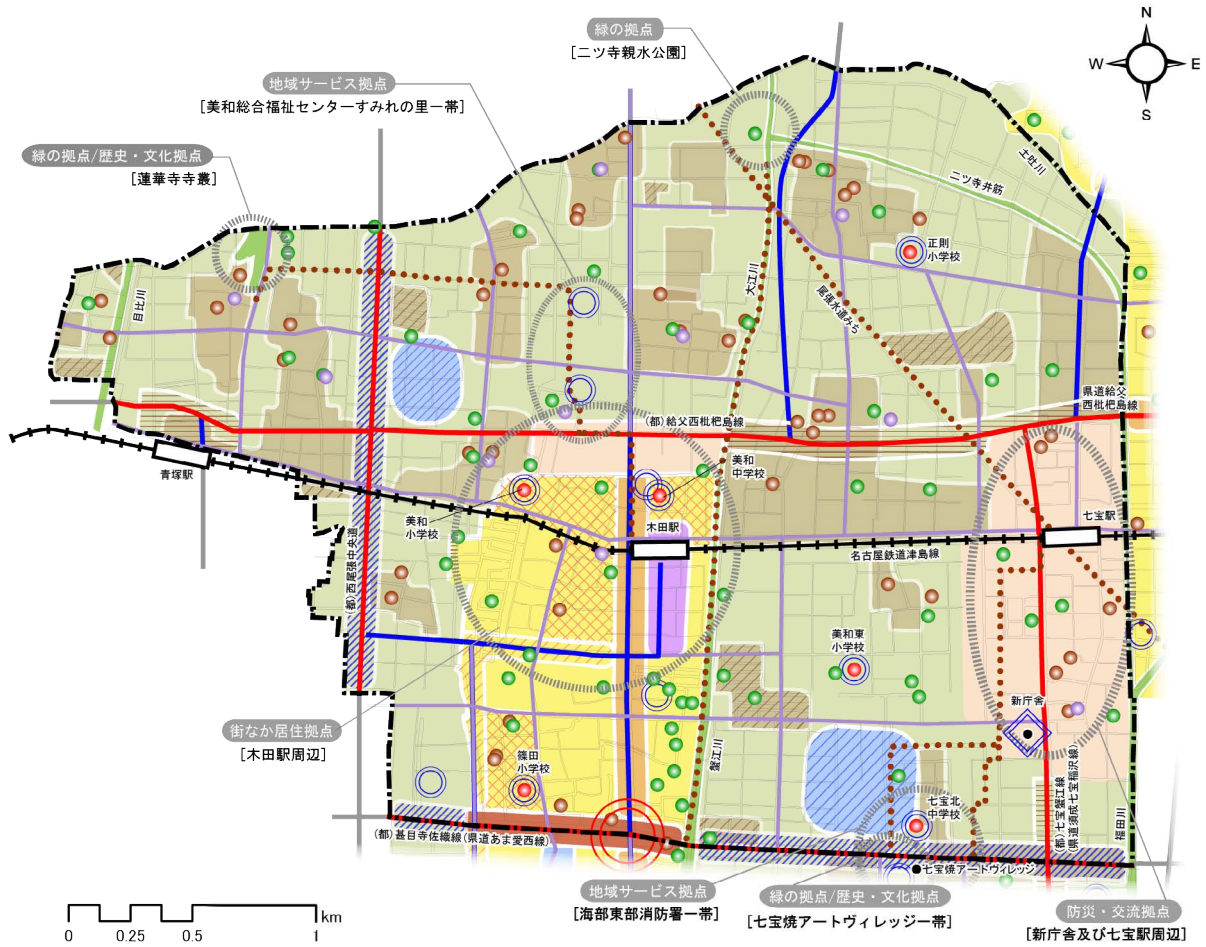 N
W
E
S
緑の拠点
[二ツ寺親水公園]
地域サービス拠点
[美和総合福祉センターすみれの里一帯]
緑の拠点/歴史・文化拠点
[蓮華寺寺叢]
土吐川
二ツ寺井筋
正則
小学校
目比川
大江川
尾張水道みち
県道給父
西枇杷島線
(都)給父西枇杷島線
青塚駅
美和
中学校
美和
小学校
木田駅
七宝駅
名古屋鉄道津島線
(都)西尾張中央道
美和東
小学校
新庁舎
街なか居住拠点
[木田駅周辺]
篠田
小学校
蟹江川
七宝北
中学校
(都)七宝蟹江線
(県道須成七宝稲沢線)
福田川
(都)甚目寺佐織線(県道あま愛西線)
七宝焼アートヴィレッジ
地域サービス拠点
[海部東部消防署一帯]
緑の拠点/歴史・文化拠点
[七宝焼アートヴィレッジ一帯]
防災・交流拠点
[新庁舎及び七宝駅周辺]
km
0 0.25 0.5 1